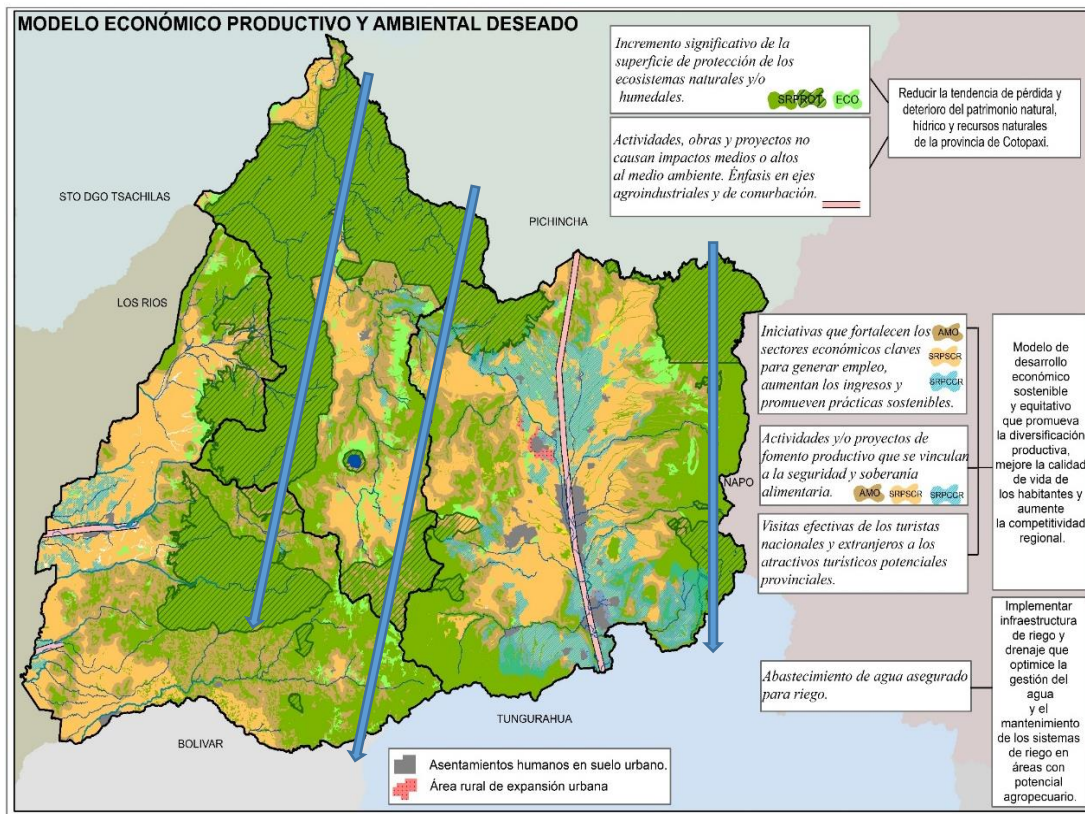 MODELO ECONÓMICO PRODUCTIVO Y AMBIENTAL DESEADO
Incremento significativo de la
superficie de protección de los
ecosistemas naturales y/o
humedales.
SRPROT ECO
Actividades, obras y proyectos no
causan impactos medios o altos
al medio ambiente. Énfasis en ejes
agroindustriales y de conurbación.
Reducir la tendencia de pérdida y
deterioro del patrimonio natural,
hídrico y recursos naturales
de la provincia de Cotopaxi.
STO DGO TSACHILAS
PICHINCHA
LOS RIOS
NAPO
TUNGURAHUA
BOLIVAR
Iniciativas que fortalecen los
sectores económicos claves
para generar empleo,
aumentan los ingresos y
promueven prácticas sostenibles.
AMO
SRPSCR
SRPCCR
Actividades y/o proyectos de
fomento productivo que se vinculan
a la seguridad y soberanía
alimentaria.
AMO SRPSCR SRPCCR
Visitas efectivas de los turistas
nacionales y extranjeros a los
atractivos turísticos potenciales
provinciales.
Modelo de
desarrollo
económico
sostenible
y equitativo
que promueva
la diversificación
productiva,
mejore la calidad
de vida de
los habitantes y
aumente
la competitividad
regional.
Abastecimiento de agua asegurado
para riego.
Implementar
infraestructura
de riego y
drenaje que
optimice la
gestión del
agua
y el
mantenimiento
de los sistemas
de riego en
áreas con
potencial
agropecuario.
Asentamientos humanos en suelo urbano.
Área rural de expansión urbana